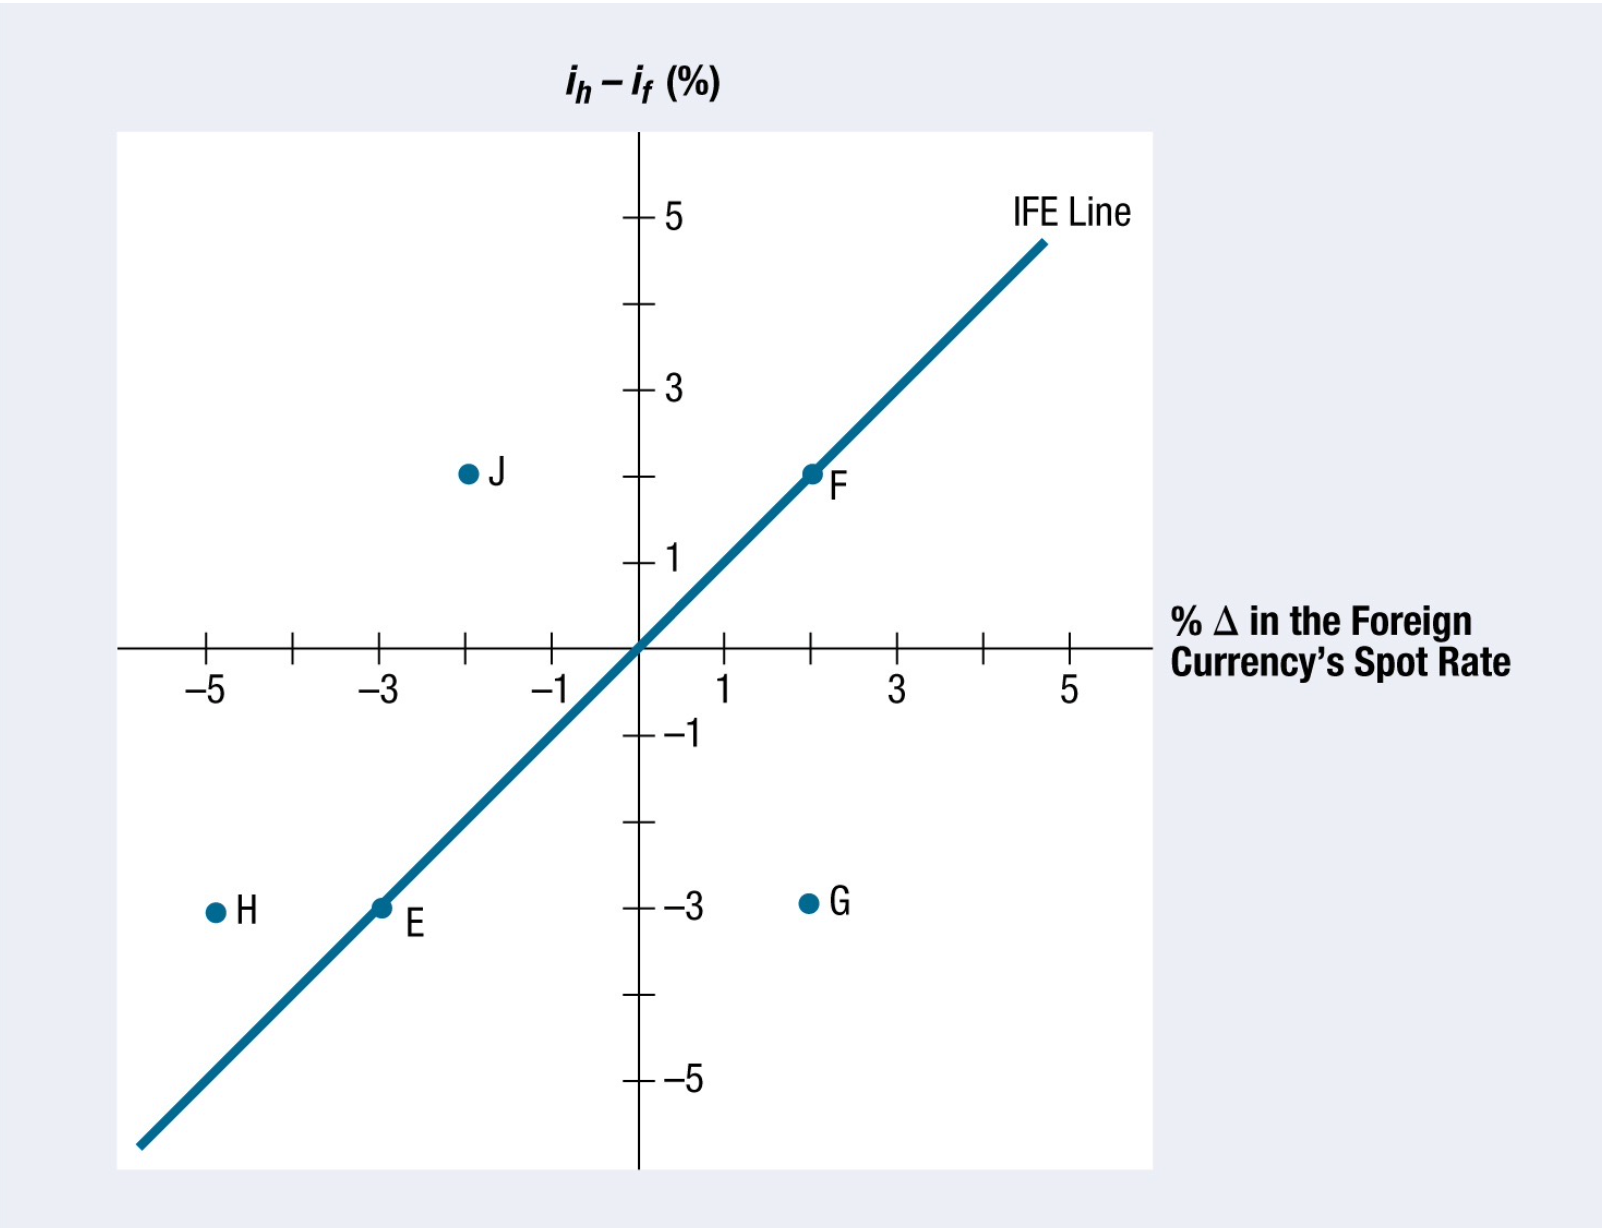 i_h – i_f (%)
IFE Line
5
3
J
F
1
% Δ in the Foreign
Currency’s Spot Rate
–5 –3 –1 1 3 5
–1
H E –3 G
–5